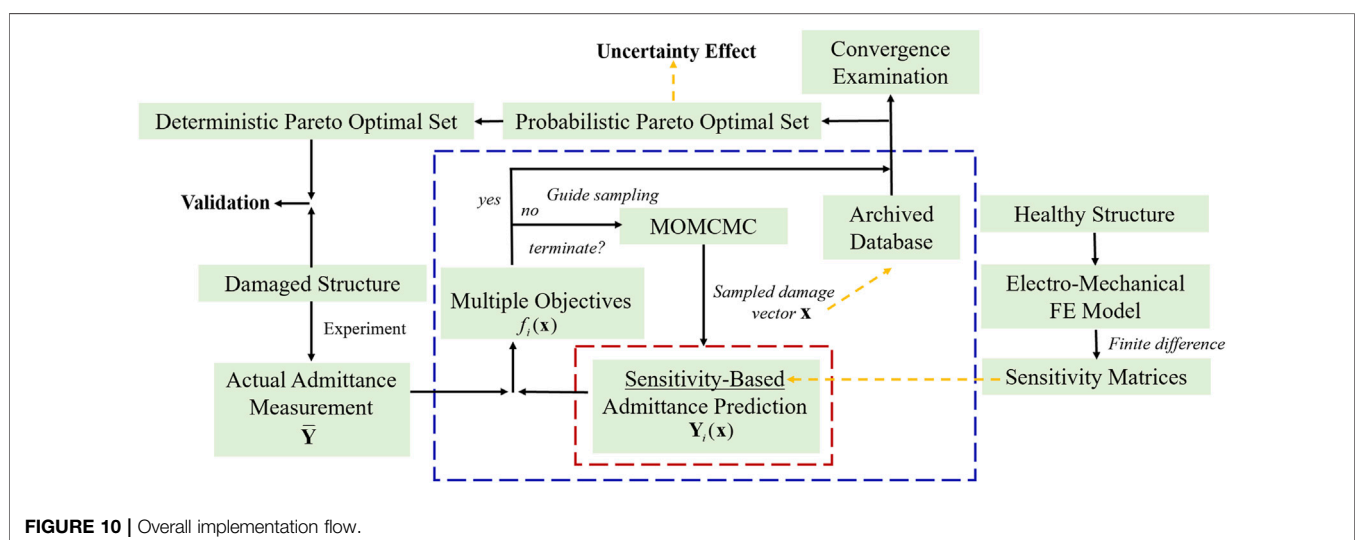 Uncertainty Effect
Convergence
Examination
Deterministic Pareto Optimal Set
Probabilistic Pareto Optimal Set
Validation
yes
Guide sampling
no
terminate?
MOMCMC
Archived
Database
Healthy Structure
Damaged Structure
Experiment
Multiple Objectives
f_i(x)
Sampled damage
vector x
Electro-Mechanical
FE Model
Finite difference
Actual Admittance
Measurement
Ȳ
Sensitivity-Based
Admittance Prediction
Y_i(x)
Sensitivity Matrices
FIGURE 10 | Overall implementation flow.